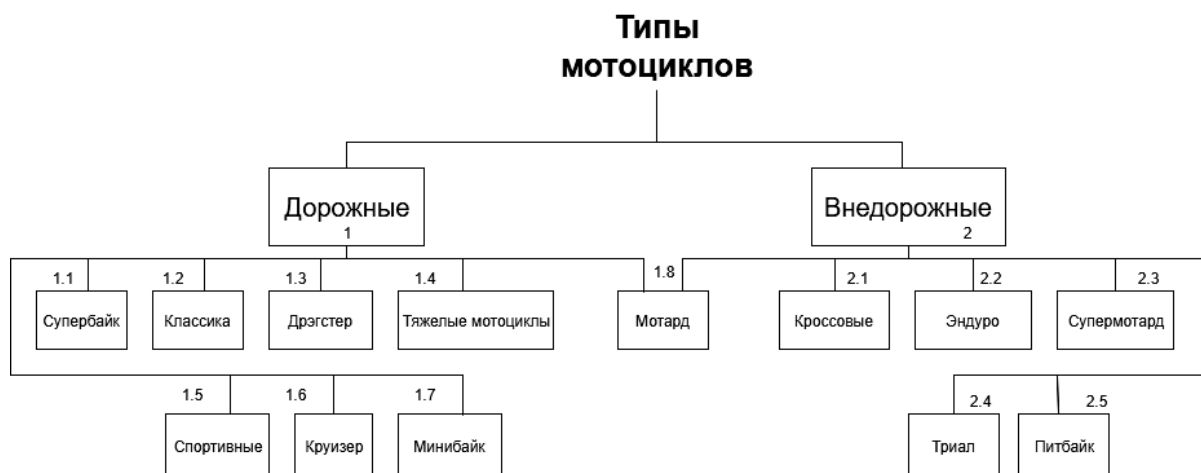 Типы
мотоциклов
Дорожные
1
Внедорожные
2
1.1
1.2
1.3
1.4
1.8
2.1
2.2
2.3
Супербайк
Классика
Дрэгстер
Тяжелые мотоциклы
Мотард
Кроссовые
Эндуро
Супермотард
1.5
1.6
1.7
2.4
2.5
Спортивные
Круизер
Минибайк
Триал
Питбайк